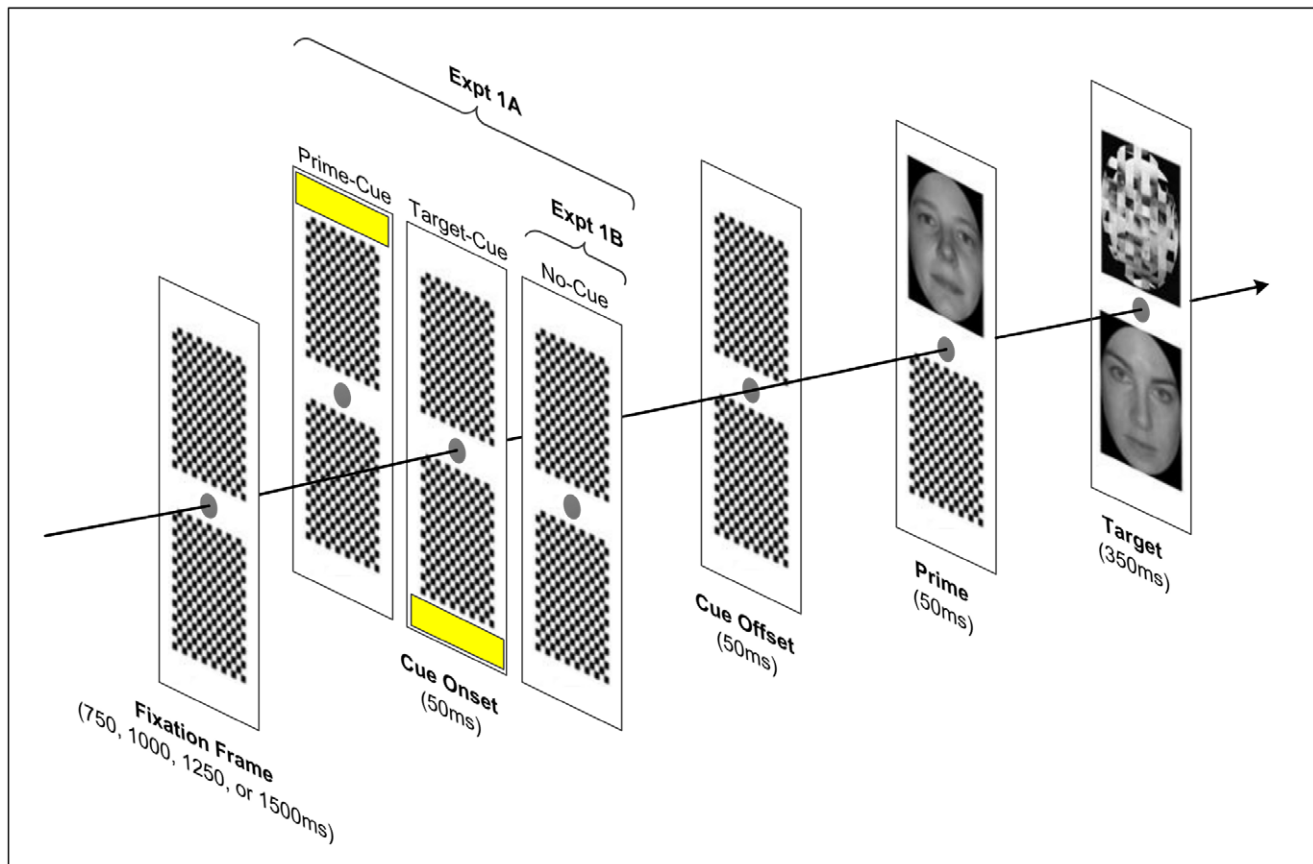 Expt 1A
Prime-Cue
Target-Cue
Expt 1B
No-Cue
Fixation Frame
(750, 1000, 1250, or 1500ms)
Cue Onset
(50ms)
Cue Offset
(50ms)
Prime
(50ms)
Target
(350ms)